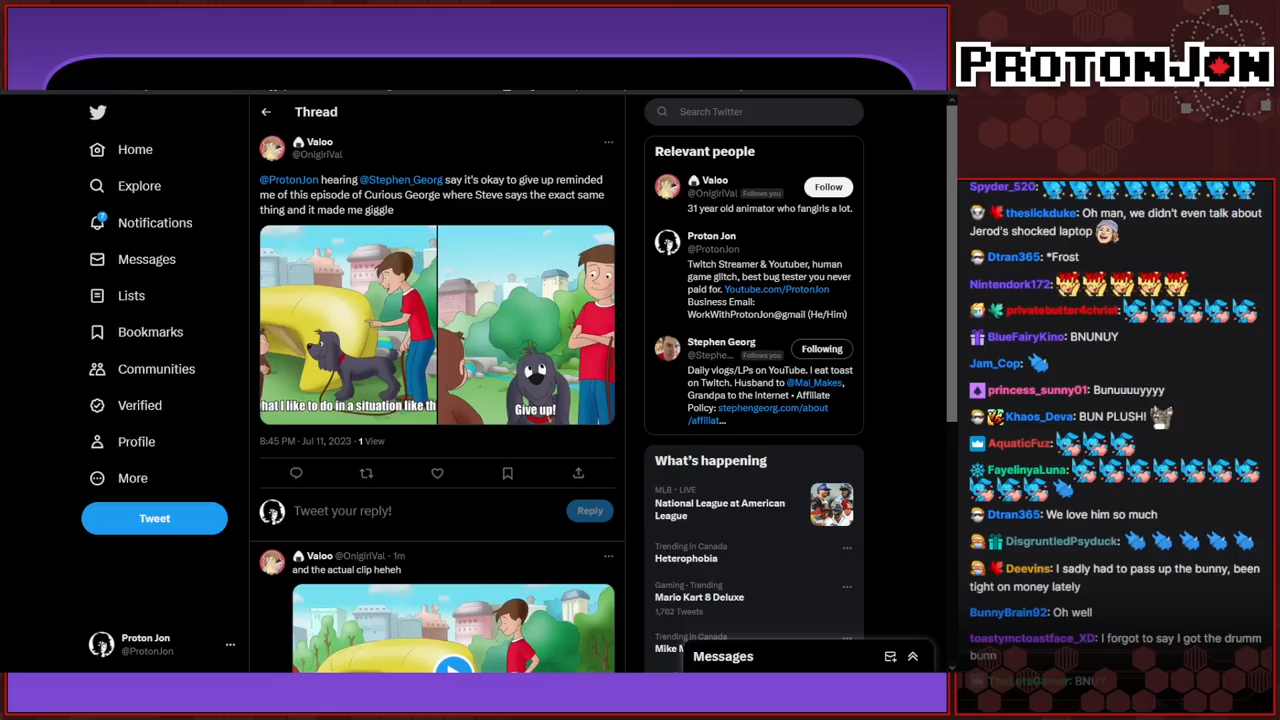 PROTONJON
Thread
Search Twitter
Home
Explore
7
Notifications
Messages
Lists
Bookmarks
Communities
Verified
Profile
More
Tweet
Proton Jon
@ProtonJon
Valoo
@OnigiriVal
@ProtonJon hearing @Stephen_Georg say it's okay to give up reminded
me of this episode of Curious George where Steve says the exact same
thing and it made me giggle
hat I like to do in a situation like th
Give up!
8:45 PM · Jul 11, 2023 · 1 View
Tweet your reply!
Reply
Valoo @OnigiriVal · 1m
and the actual clip heheh
Relevant people
Valoo
@OnigiriVal Follows you
Follow
31 year old animator who fangirls a lot.
Proton Jon
@ProtonJon
Twitch Streamer & Youtuber, human
game glitch, best bug tester you never
paid for. Youtube.com/ProtonJon
Business Email:
WorkWithProtonJon@gmail (He/Him)
Stephen Georg
@Stephe... Follows you
Following
Daily vlogs/LPs on YouTube. I eat toast
on Twitch. Husband to @Mal_Makes,
Grandpa to the Internet • Affiliate
Policy: stephengeorg.com/about
/affiliat...
What's happening
MLB · LIVE
National League at American
League
Trending in Canada
Heterophobia
Gaming · Trending
Mario Kart 8 Deluxe
1,762 Tweets
Trending in Canada
Mike M
Messages
Spyder_520:
theslickduke: Oh man, we didn't even talk about
Jerod's shocked laptop
Dtran365: *Frost
Nintendork172:
privatebutter4christ:
BlueFairyKino: BNUNUY
Jam_Cop:
princess_sunny01: Bunuuuuyyyy
Khaos_Deva: BUN PLUSH!
AquaticFuz:
FayelinyaLuna:
Dtran365: We love him so much
DisgruntledPsyduck:
Deevins: I sadly had to pass up the bunny, been
tight on money lately
BunnyBrain92: Oh well
toastymctoastface_XD: I forgot to say I got the drumm
bunn
TheLetsGamer: BNUY